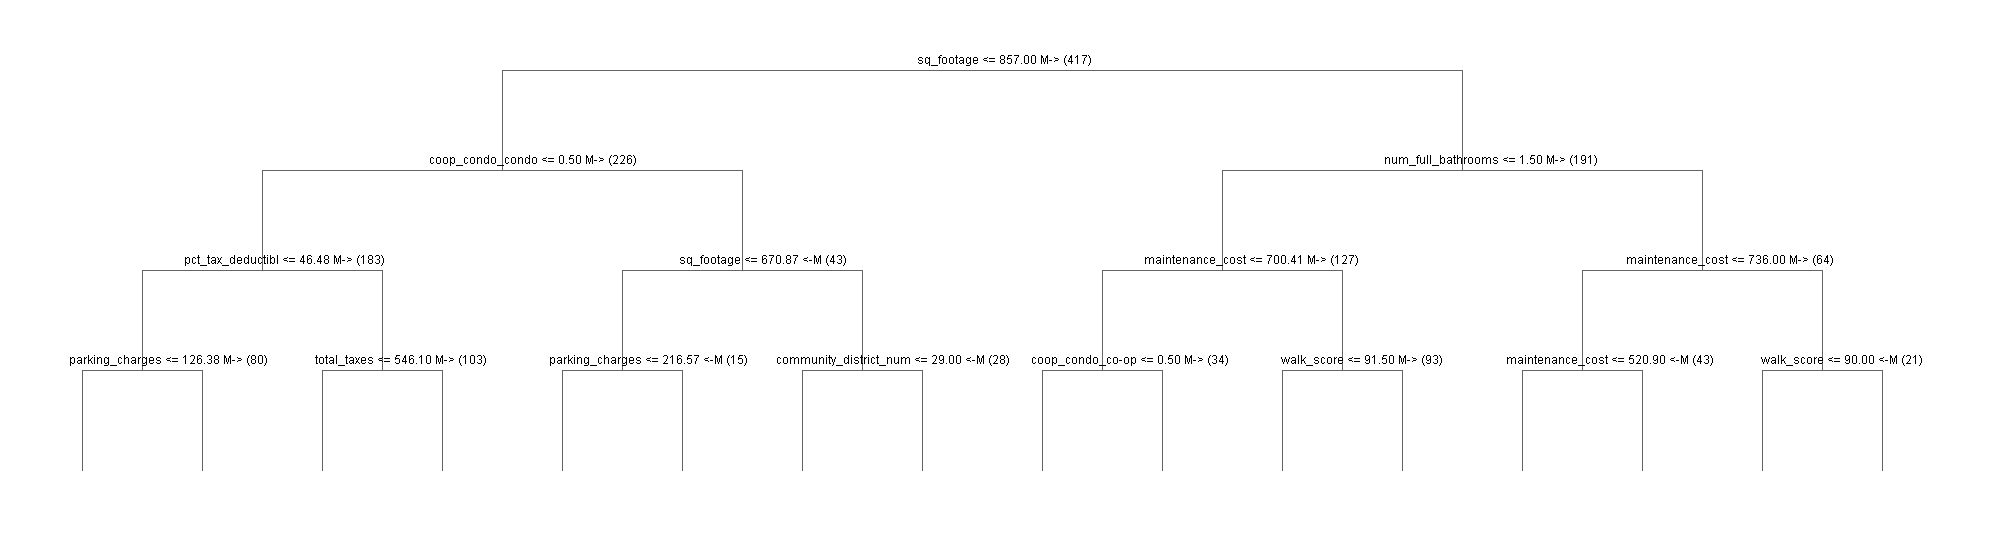 sq_footage <= 857.00 M-> (417)
coop_condo_condo <= 0.50 M-> (226)
num_full_bathrooms <= 1.50 M-> (191)
pct_tax_deductibl <= 46.48 M-> (183)
sq_footage <= 670.87 <-M (43)
maintenance_cost <= 700.41 M-> (127)
maintenance_cost <= 736.00 M-> (64)
parking_charges <= 126.38 M-> (80)
total_taxes <= 546.10 M-> (103)
parking_charges <= 216.57 <-M (15)
community_district_num <= 29.00 <-M (28)
coop_condo_co-op <= 0.50 M-> (34)
walk_score <= 91.50 M-> (93)
maintenance_cost <= 520.90 <-M (43)
walk_score <= 90.00 <-M (21)